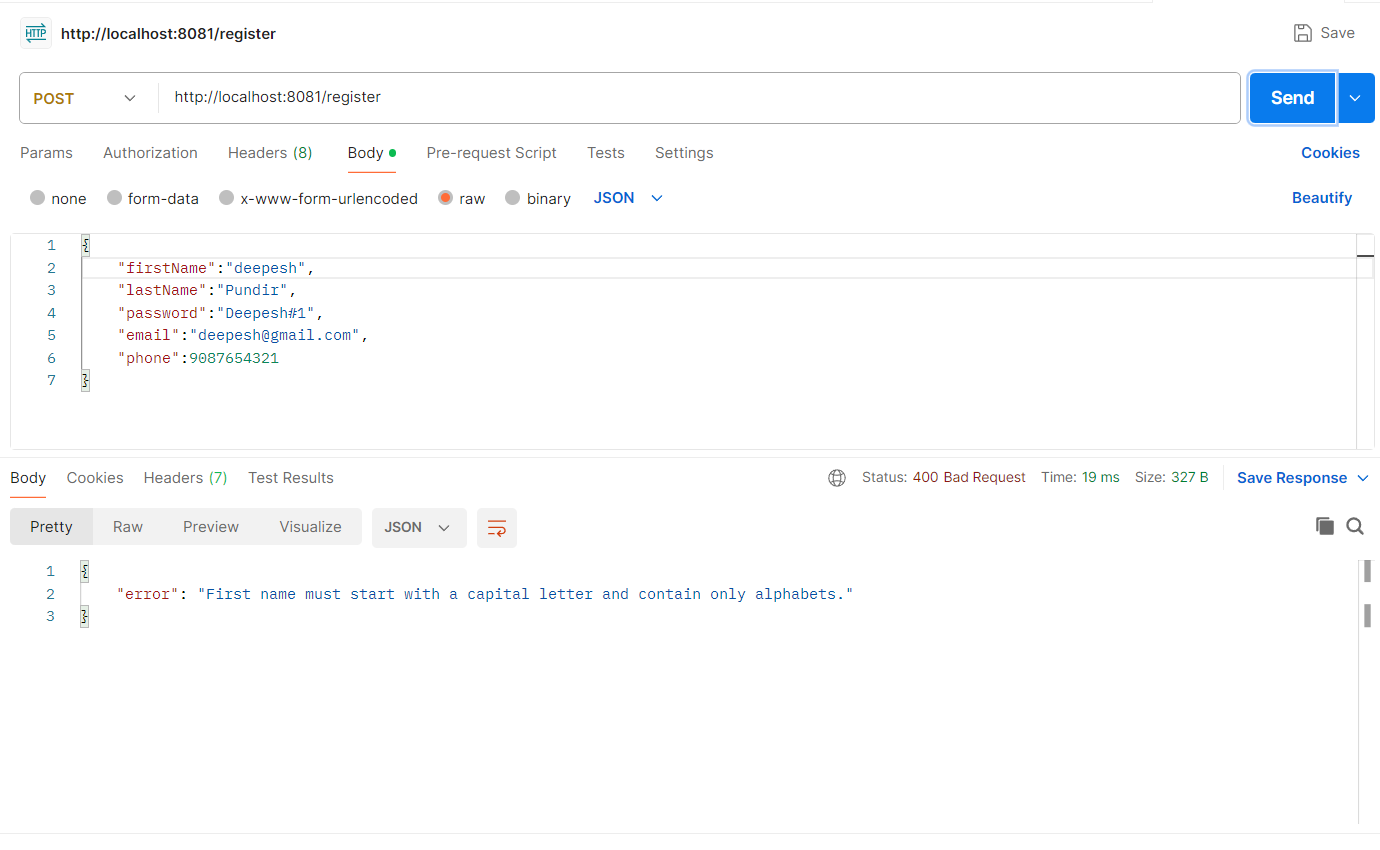 HTTP http://localhost:8081/register Save
POST http://localhost:8081/register Send
Params Authorization Headers (8) Body Pre-request Script Tests Settings Cookies
none form-data x-www-form-urlencoded raw binary JSON Beautify
1 {
2 "firstName":"deepesh",
3 "lastName":"Pundir",
4 "password":"Deepesh#1",
5 "email":"deepesh@gmail.com",
6 "phone":9087654321
7 }
Body Cookies Headers (7) Test Results Status: 400 Bad Request Time: 19 ms Size: 327 B Save Response
Pretty Raw Preview Visualize JSON
1 {
2 "error": "First name must start with a capital letter and contain only alphabets."
3 }